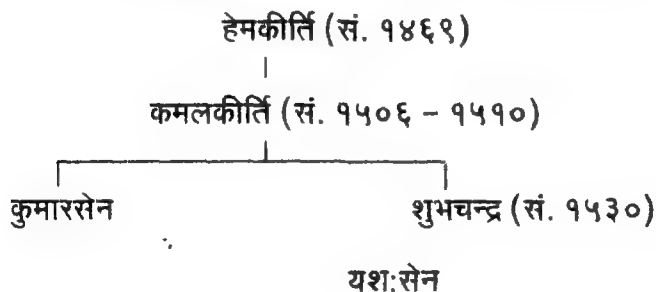 हेमकीर्ति (सं. १४६९)
कमलकीर्ति (सं. १५०६ – १५१०)
कुमारसेन शुभचन्द्र (सं. १५३०)
यश:सेन